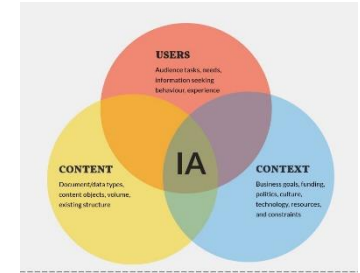 USERS
Audience tasks, needs,
information seeking
behaviour, experience
IA
CONTENT
Document/data types,
content objects, volume,
existing structure
CONTEXT
Business goals, funding,
politics, culture,
technology, resources,
and constraints